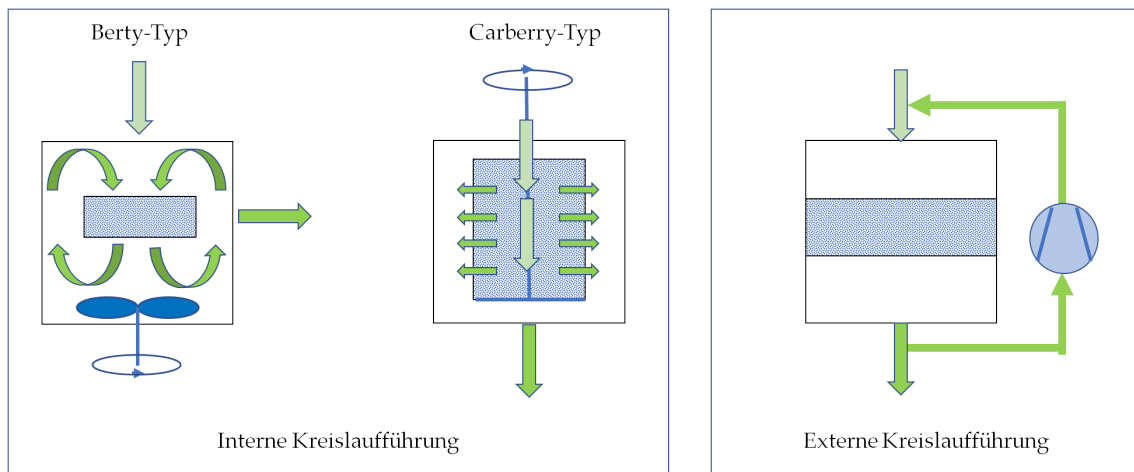 Berty-Typ
Carberry-Typ
Interne Kreislaufführung
Externe Kreislaufführung